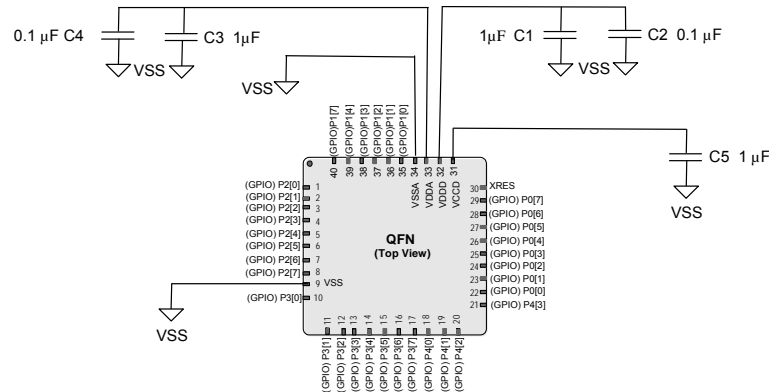 0.1 µF C4
C3 1µF
VSS
VSS
1µF C1
C2 0.1 µF
VSS
C5 1 µF
VSS
(GPIO)P1[7]
(GPIO)P1[4]
(GPIO)P1[3]
(GPIO)P1[2]
(GPIO)P1[1]
(GPIO)P1[0]
40
39
38
37
36
35
34
33
32
31
VSSA
VDDA
VDDD
VCCD
QFN
(Top View)
(GPIO) P2[0] 1
(GPIO) P2[1] 2
(GPIO) P2[2] 3
(GPIO) P2[3] 4
(GPIO) P2[4] 5
(GPIO) P2[5] 6
(GPIO) P2[6] 7
(GPIO) P2[7] 8
9 VSS
(GPIO) P3[0] 10
VSS
30 XRES
29 (GPIO) P0[7]
28 (GPIO) P0[6]
27 (GPIO) P0[5]
26 (GPIO) P0[4]
25 (GPIO) P0[3]
24 (GPIO) P0[2]
23 (GPIO) P0[1]
22 (GPIO) P0[0]
21 (GPIO) P4[3]
11
12
13
14
15
16
17
18
19
20
(GPIO) P3[1]
(GPIO) P3[2]
(GPIO) P3[3]
(GPIO) P3[4]
(GPIO) P3[5]
(GPIO) P3[6]
(GPIO) P3[7]
(GPIO) P4[0]
(GPIO) P4[1]
(GPIO) P4[2]